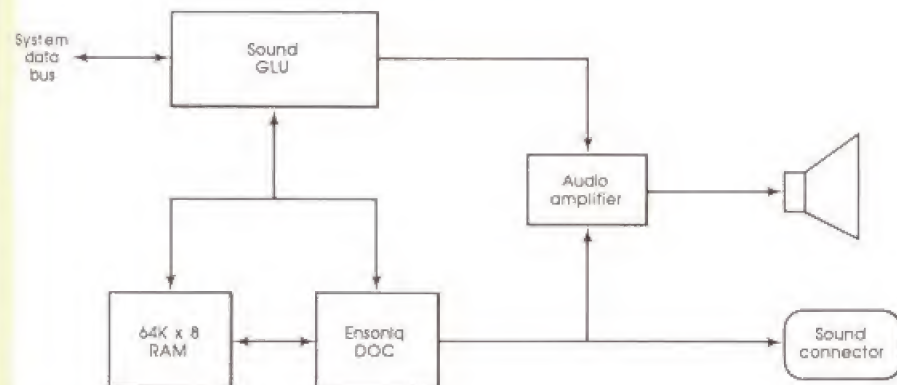 System
data
bus
Sound
GLU
Audio
amplifier
64K x 8
RAM
Ensoniq
DOC
Sound
connector